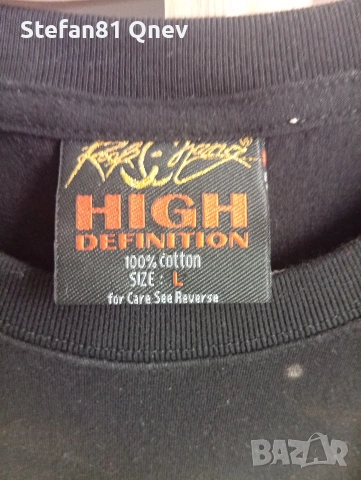 Stefan81 Qnev
HIGH
DEFINITION
100% cotton
SIZE : L
for Care See Reverse
BAZAR